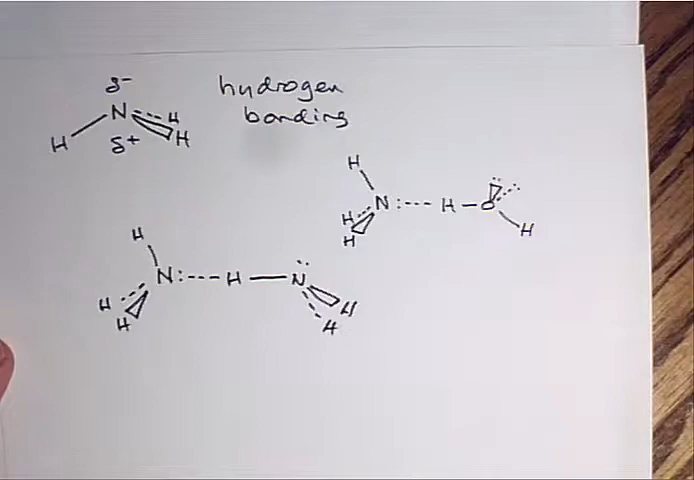 δ-
hydrogen
N H
bonding
H δ+ H
H
N : H O
H H
H H
N : H N
H H
H H